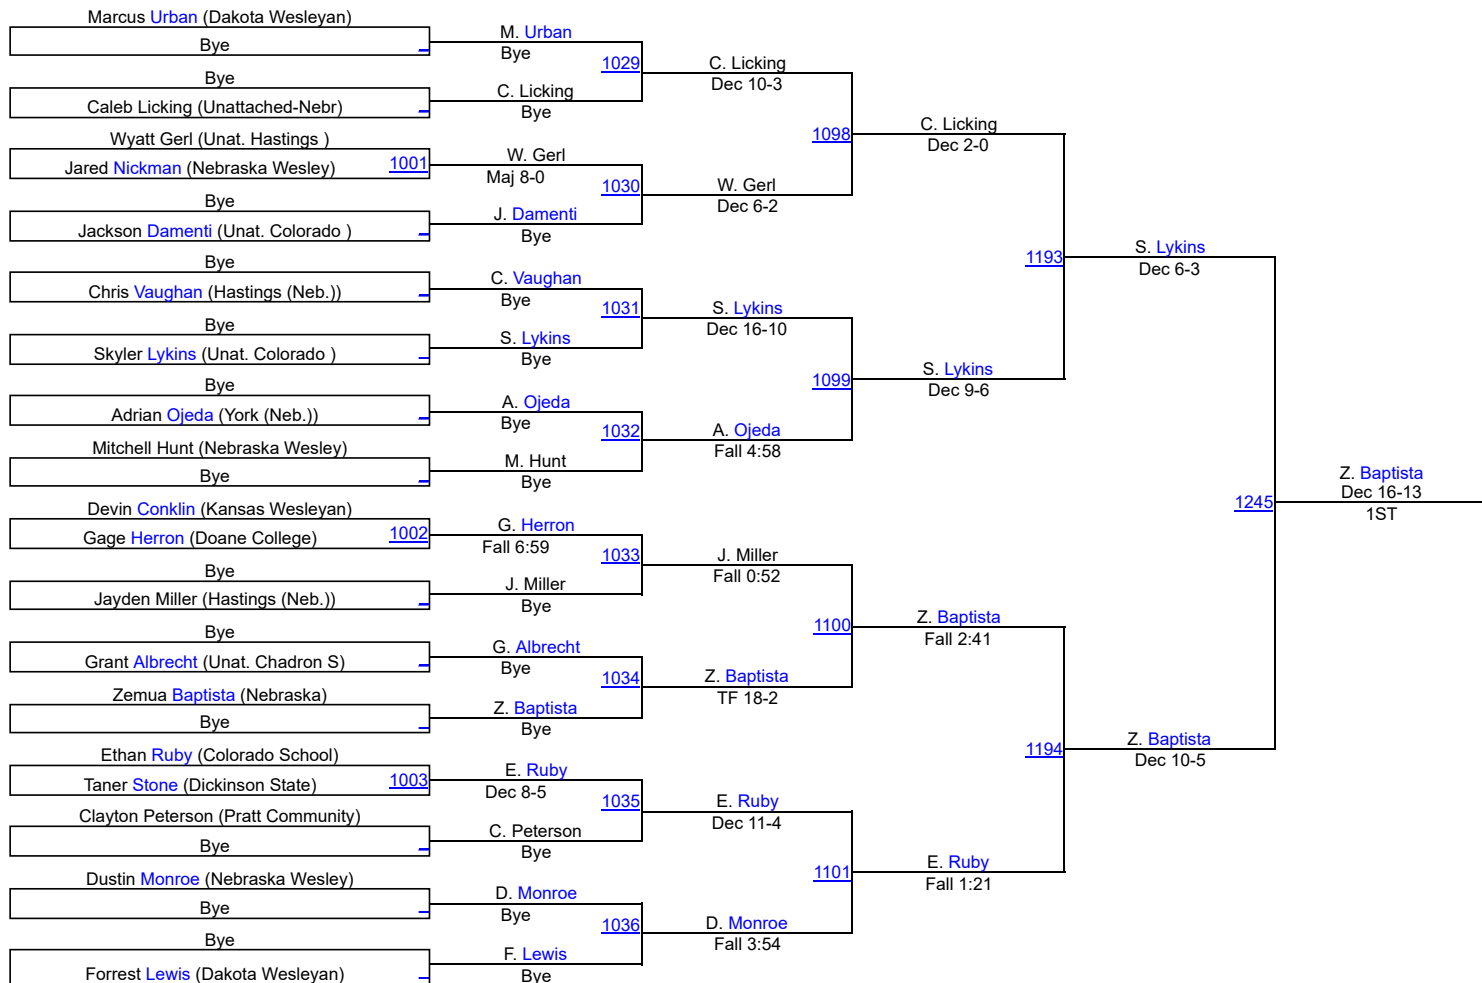 Marcus Urban (Dakota Wesleyan)
Bye
Bye
Caleb Licking (Unattached-Nebr)
Wyatt Gerl (Unat. Hastings )
Jared Nickman (Nebraska Wesley) 1001
Bye
Jackson Damenti (Unat. Colorado )
Bye
Chris Vaughan (Hastings (Neb.))
Bye
Skyler Lykins (Unat. Colorado )
Bye
Adrian Ojeda (York (Neb.))
Mitchell Hunt (Nebraska Wesley)
Bye
Devin Conklin (Kansas Wesleyan)
Gage Herron (Doane College) 1002
Bye
Jayden Miller (Hastings (Neb.))
Bye
Grant Albrecht (Unat. Chadron S)
Zemua Baptista (Nebraska)
Bye
Ethan Ruby (Colorado School)
Taner Stone (Dickinson State) 1003
Clayton Peterson (Pratt Community)
Bye
Dustin Monroe (Nebraska Wesley)
Bye
Bye
Forrest Lewis (Dakota Wesleyan)
M. Urban
Bye
1029
C. Licking
Bye
W. Gerl
Maj 8-0
1030
J. Damenti
Bye
C. Vaughan
Bye
1031
S. Lykins
Bye
A. Ojeda
Bye
1032
M. Hunt
Bye
G. Herron
Fall 6:59
1033
J. Miller
Bye
G. Albrecht
Bye
1034
Z. Baptista
Bye
E. Ruby
Dec 8-5
1035
C. Peterson
Bye
D. Monroe
Bye
1036
F. Lewis
Bye
C. Licking
Dec 10-3
1098
W. Gerl
Dec 6-2
S. Lykins
Dec 16-10
1099
A. Ojeda
Fall 4:58
J. Miller
Fall 0:52
1100
Z. Baptista
TF 18-2
E. Ruby
Dec 11-4
1101
D. Monroe
Fall 3:54
C. Licking
Dec 2-0
1193
S. Lykins
Dec 9-6
Z. Baptista
Fall 2:41
1194
E. Ruby
Fall 1:21
S. Lykins
Dec 6-3
1245
Z. Baptista
Dec 10-5
Z. Baptista
Dec 16-13
1ST